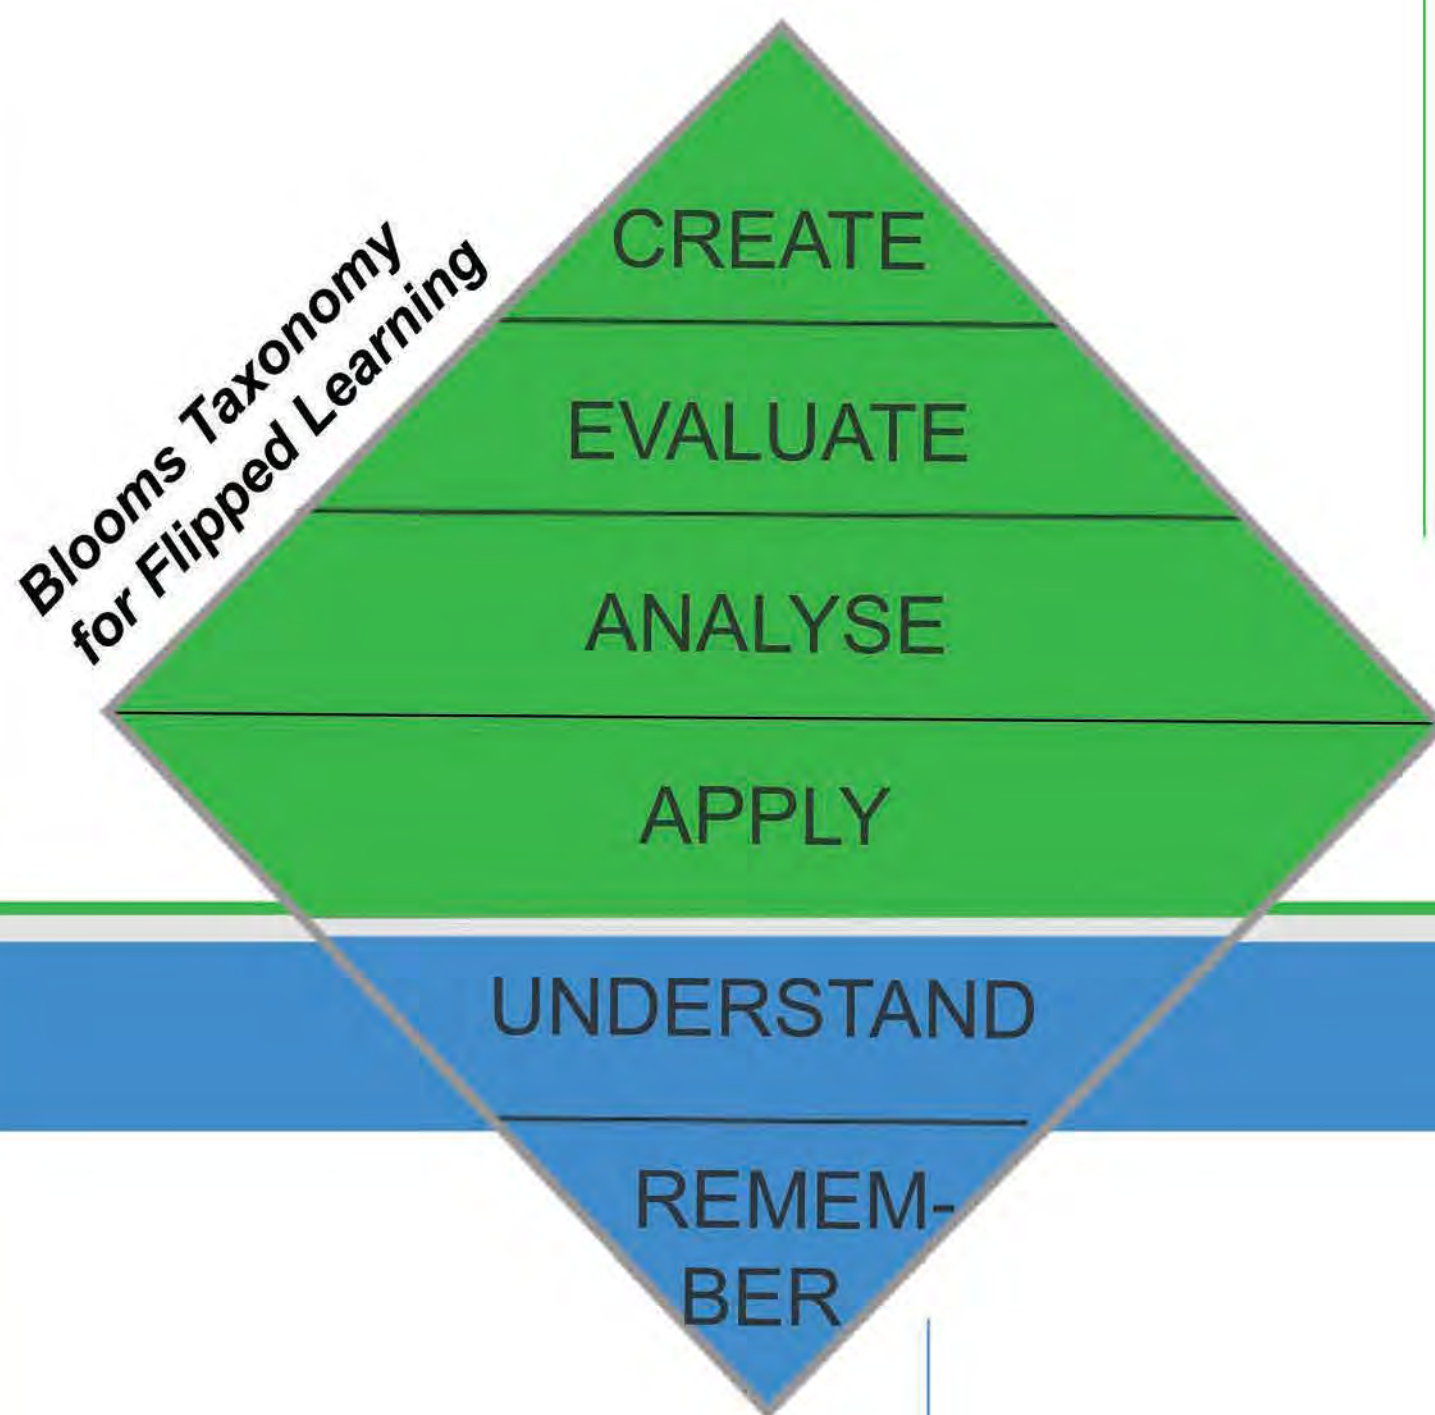 Blooms Taxonomy
for Flipped Learning
CREATE
EVALUATE
ANALYSE
APPLY
UNDERSTAND
REMEM-
BER